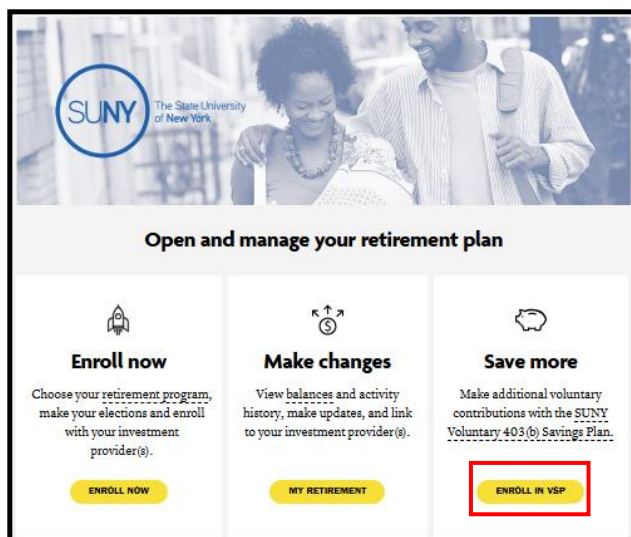 SUNY
The State University
of New York
Open and manage your retirement plan
Enroll now
Choose your retirement program,
make your elections and enroll
with your investment
provider(s).
ENROLL NOW
Make changes
View balances and activity
history, make updates, and link
to your investment provider(s).
MY RETIREMENT
Save more
Make additional voluntary
contributions with the SUNY
Voluntary 403(b) Savings Plan.
ENROLL IN VSP